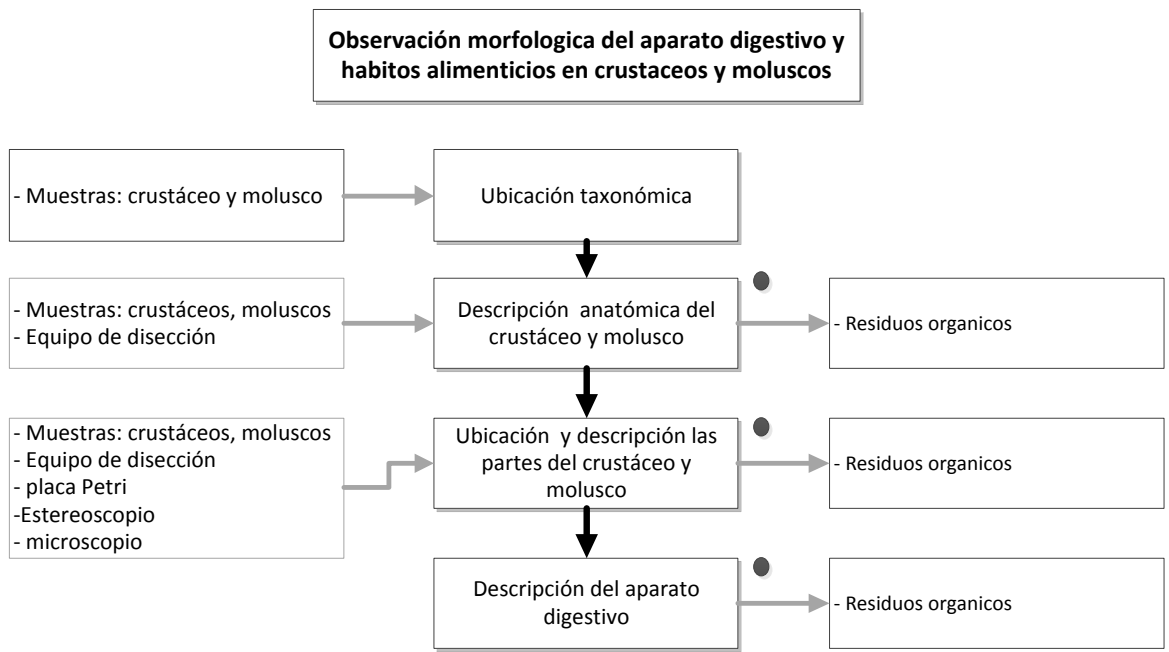 Observación morfologica del aparato digestivo y
habitos alimenticios en crustaceos y moluscos
- Muestras: crustáceo y molusco
Ubicación taxonómica
- Muestras: crustáceos, moluscos
- Equipo de disección
Descripción  anatómica del
crustáceo y molusco
- Residuos organicos
- Muestras: crustáceos, moluscos
- Equipo de disección
- placa Petri
-Estereoscopio
- microscopio
Ubicación  y descripción las
partes del crustáceo y
molusco
- Residuos organicos
Descripción del aparato
digestivo
- Residuos organicos